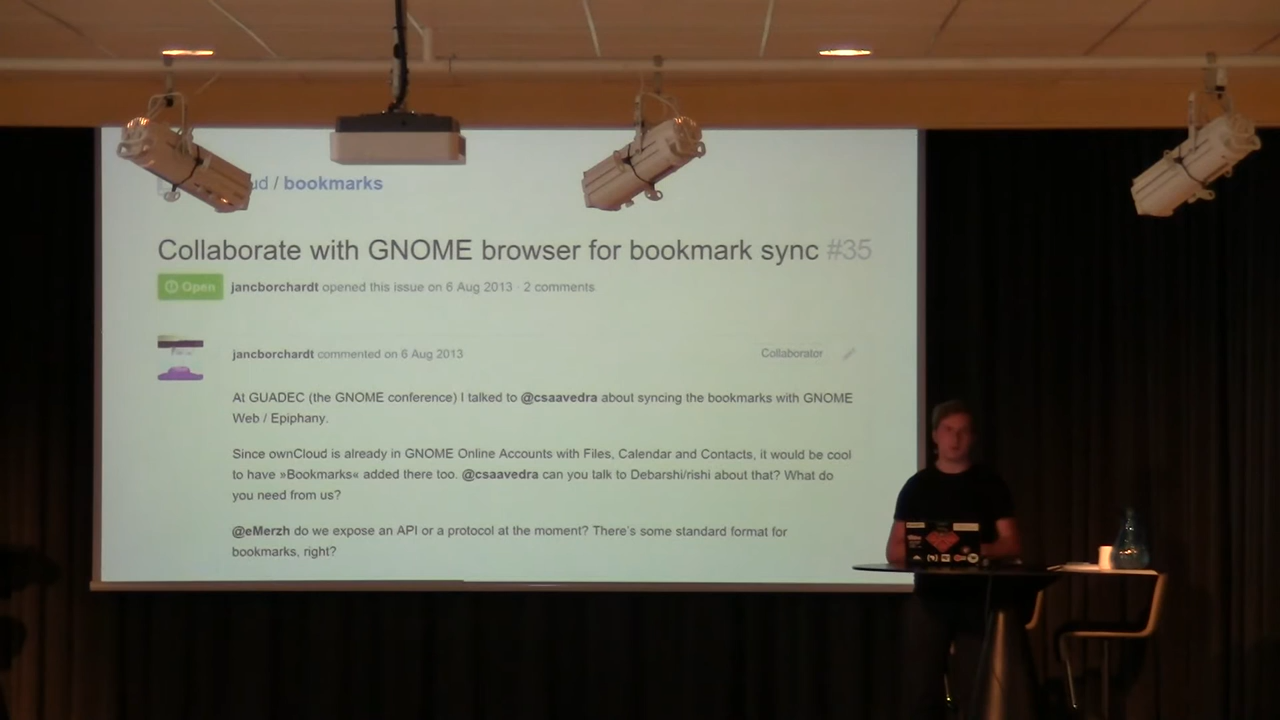 ud / bookmarks
Collaborate with GNOME browser for bookmark sync #35
Open jancborchardt opened this issue on 6 Aug 2013 · 2 comments
jancborchardt commented on 6 Aug 2013 Collaborator
At GUADEC (the GNOME conference) I talked to @csaavedra about syncing the bookmarks with GNOME
Web / Epiphany.
Since ownCloud is already in GNOME Online Accounts with Files, Calendar and Contacts, it would be cool
to have »Bookmarks« added there too. @csaavedra can you talk to Debarshi/rishi about that? What do
you need from us?
@eMerzh do we expose an API or a protocol at the moment? There's some standard format for
bookmarks, right?